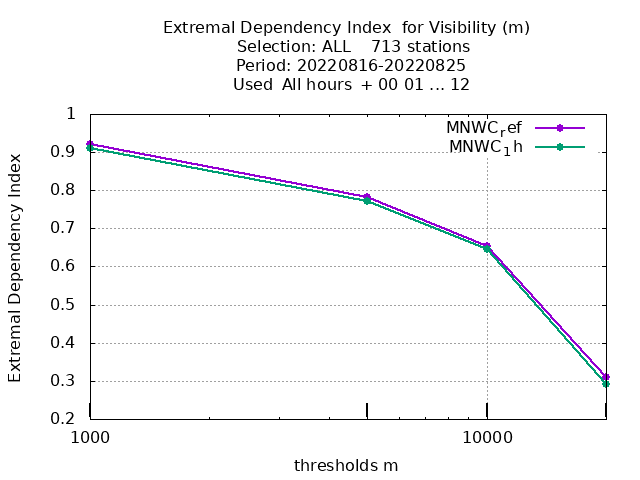 Extremal Dependency Index  for Visibility (m)
Selection: ALL    713 stations
Period: 20220816-20220825
Used  All hours  + 00 01 ... 12
MNWC_ref
MNWC_1h
Extremal Dependency Index
1
0.9
0.8
0.7
0.6
0.5
0.4
0.3
0.2
1000
10000
thresholds m